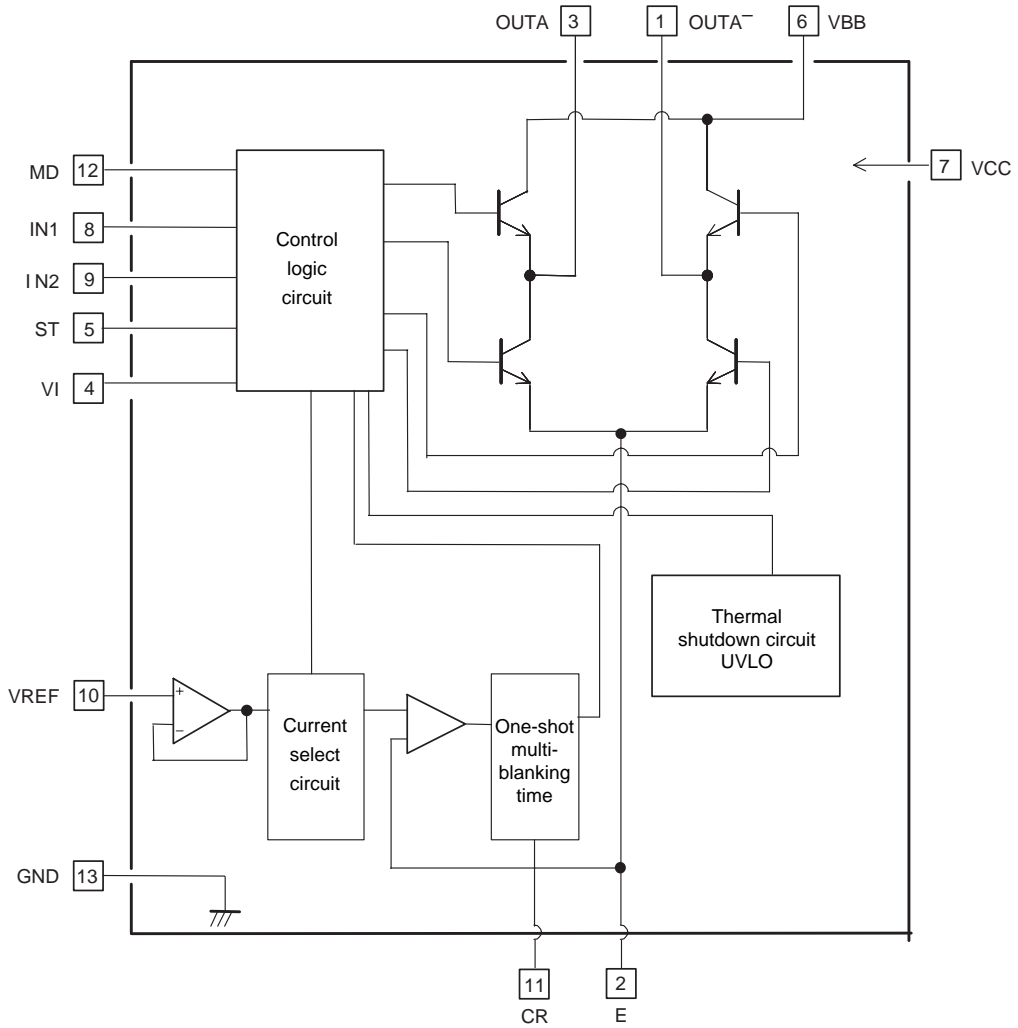 OUTA 3
1 OUTA‾
6 VBB
MD 12
IN1 8
IN2 9
ST 5
VI 4
Control
logic
circuit
7 VCC
Thermal
shutdown circuit
UVLO
VREF 10
+
−
Current
select
circuit
One-shot
multi-
blanking
time
GND 13
11
CR
2
E